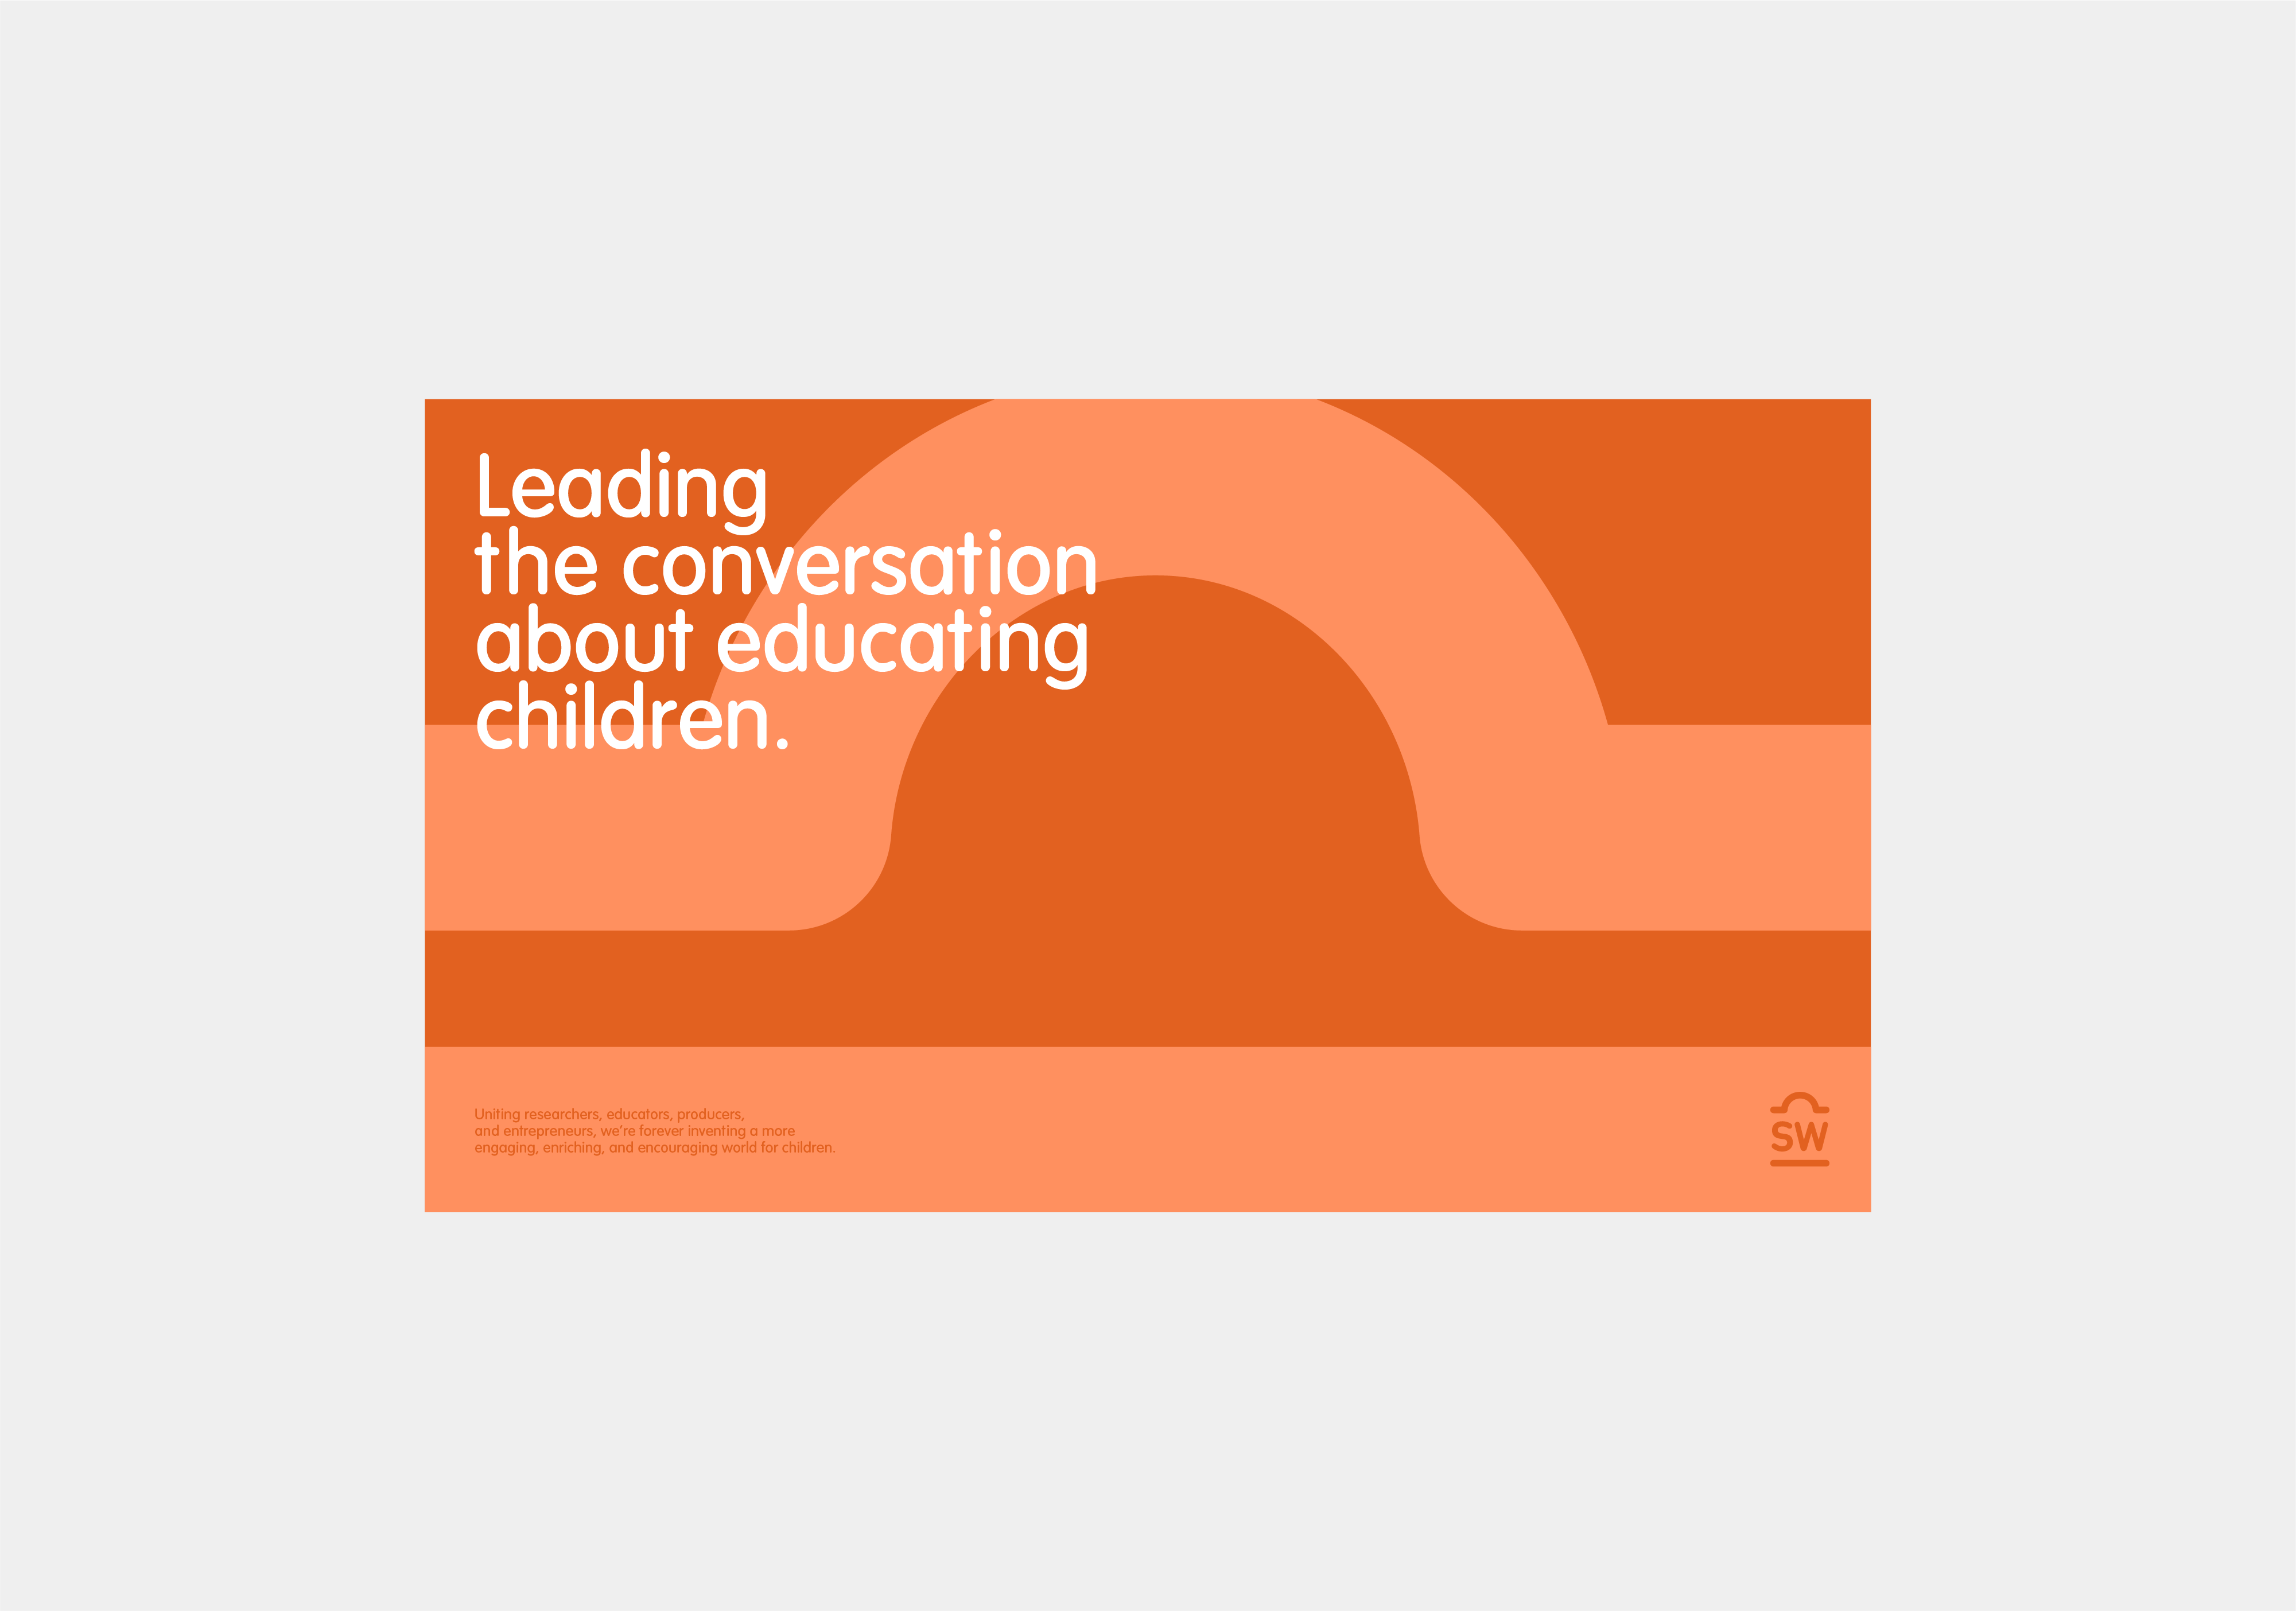 Leading
the conversation
about educating
children.
Uniting researchers, educators, producers,
and entrepreneurs, we're forever inventing a more
engaging, enriching, and encouraging world for children.
sw